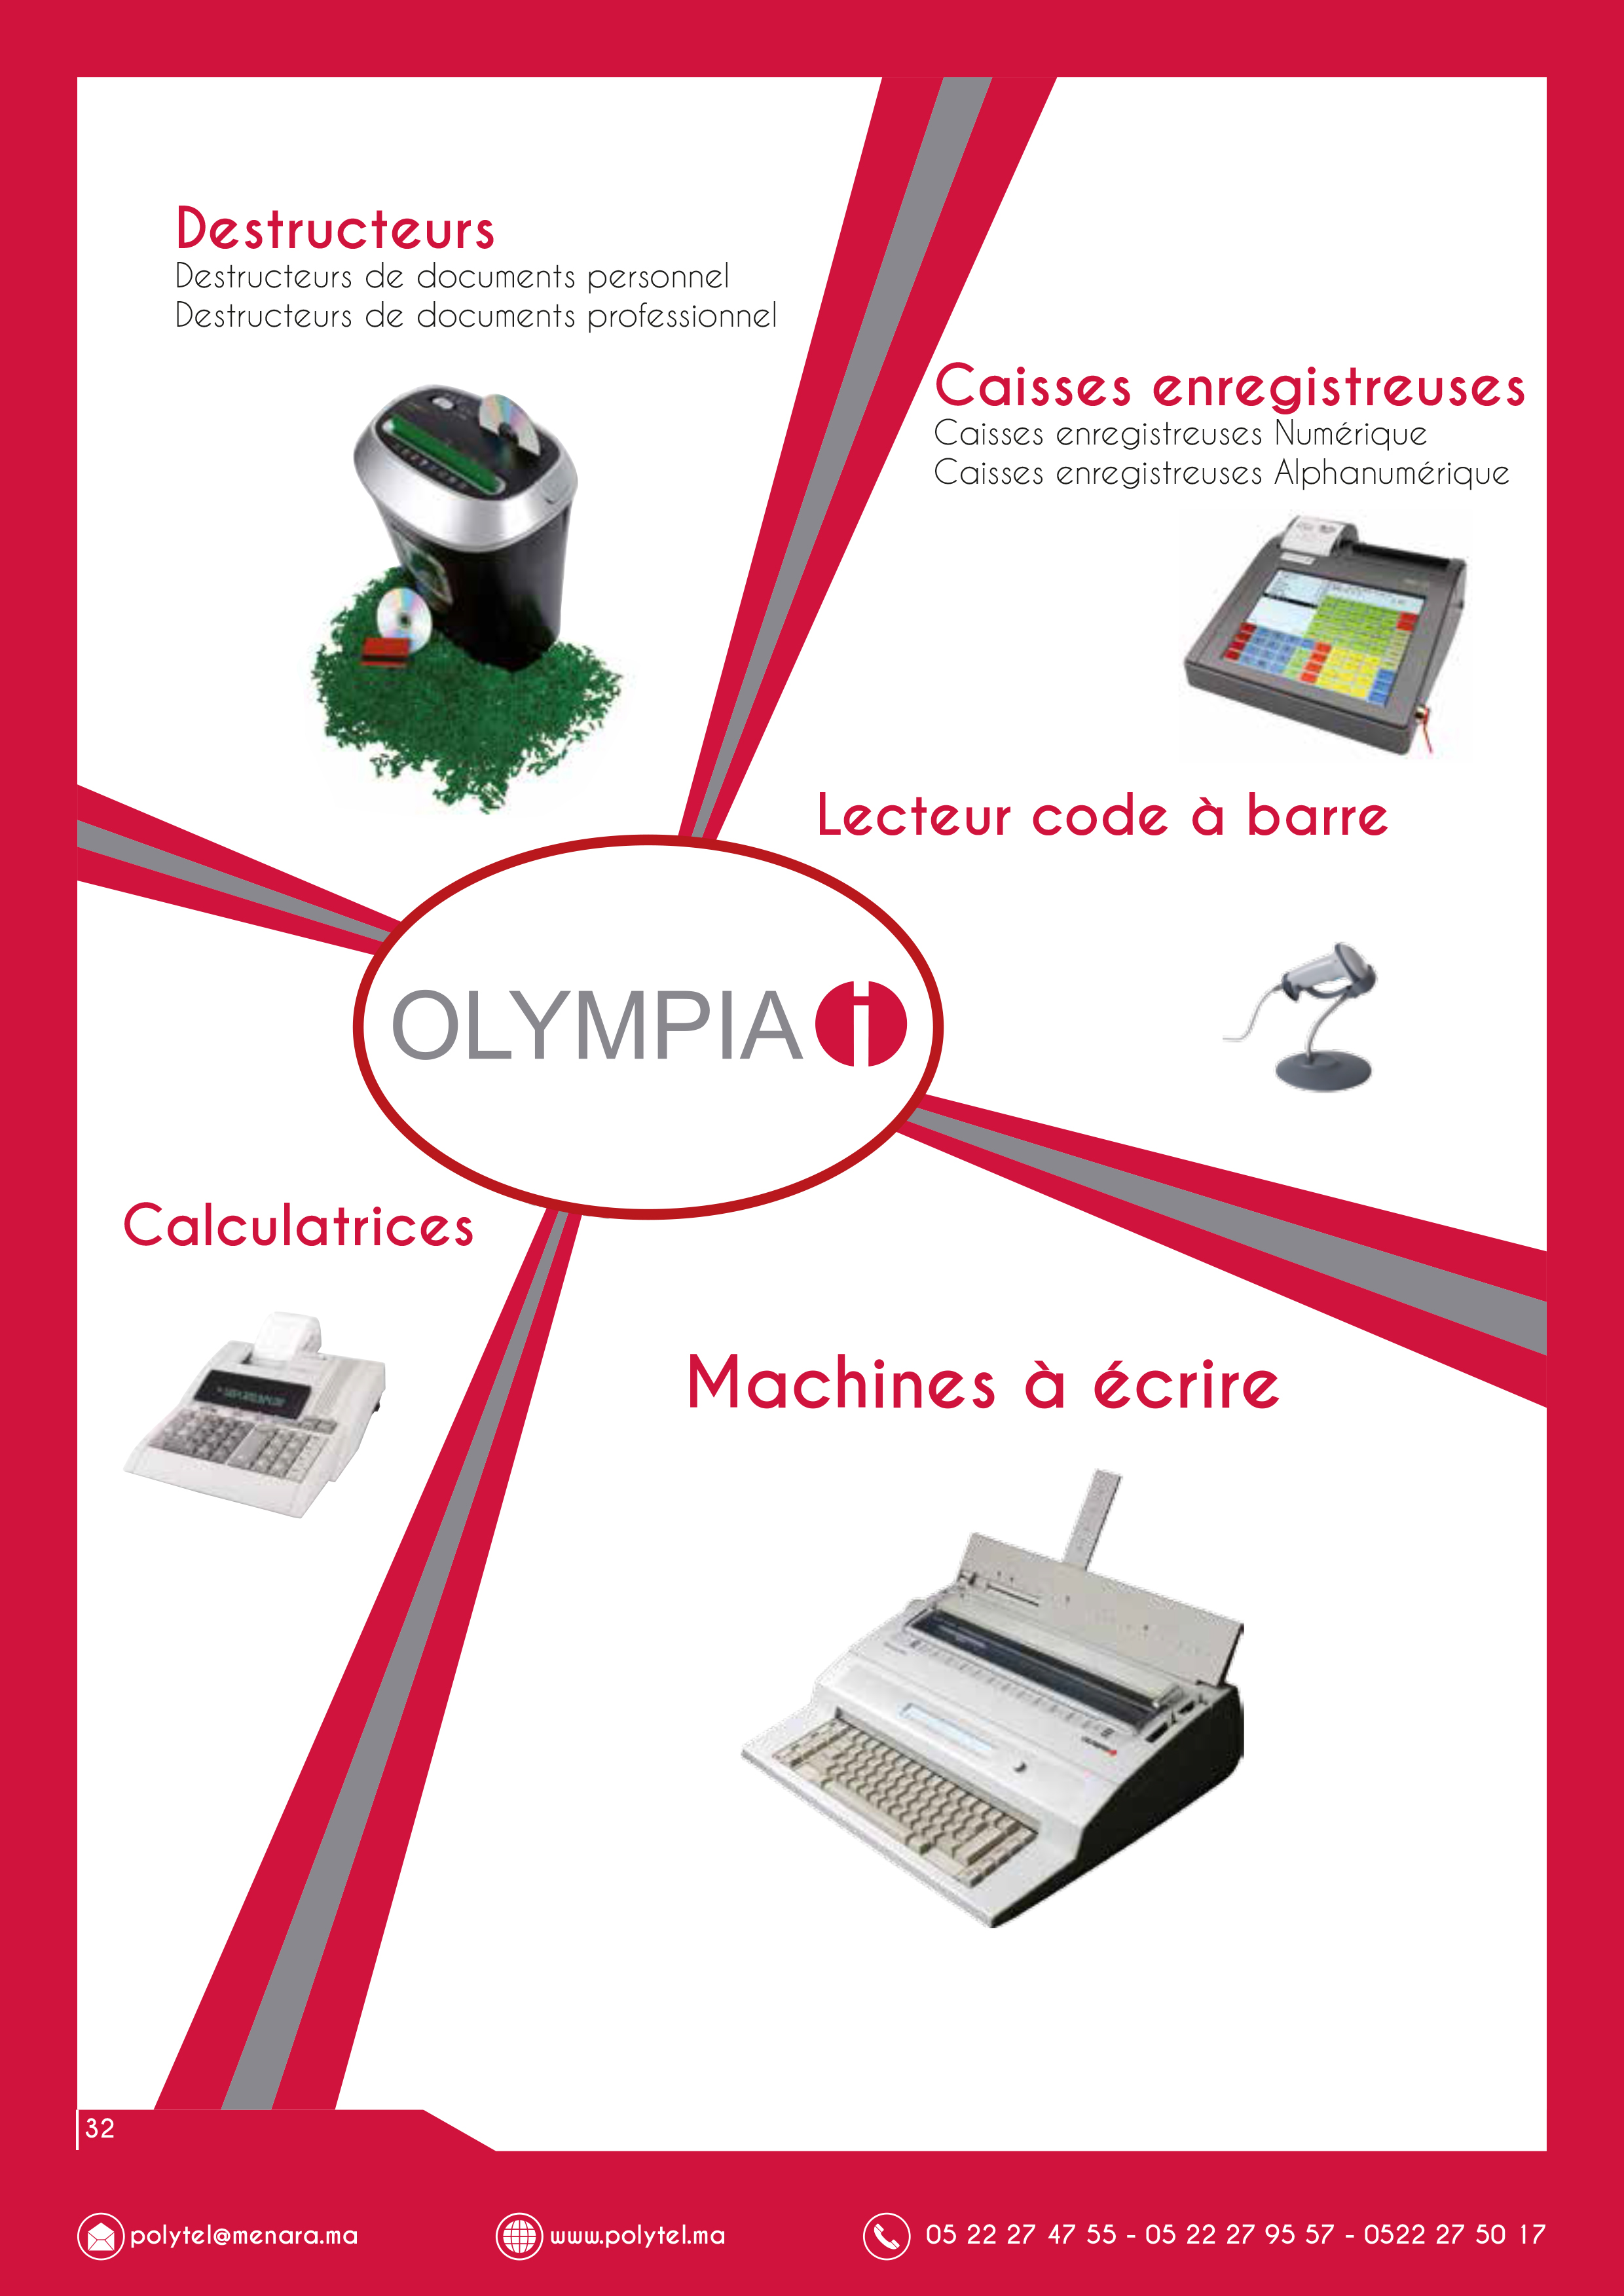 Destructeurs
Destructeurs de documents personnel
Destructeurs de documents professionnel
Caisses enregistreuses
Caisses enregistreuses Numérique
Caisses enregistreuses Alphanumérique
Lecteur code à barre
OLYMPIA
Calculatrices
Machines à écrire
OLYMPIA
32
polytel@menara.ma
www.polytel.ma
05 22 27 47 55 - 05 22 27 95 57 - 0522 27 50 17